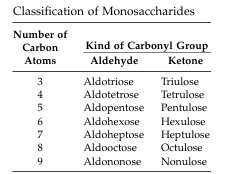 Classification of Monosaccharides
Number of Carbon Atoms Kind of Carbonyl Group
Aldehyde Ketone
3 Aldotriose Triulose
4 Aldotetrose Tetrulose
5 Aldopentose Pentulose
6 Aldohexose Hexulose
7 Aldoheptose Heptulose
8 Aldooctose Octulose
9 Aldononose Nonulose